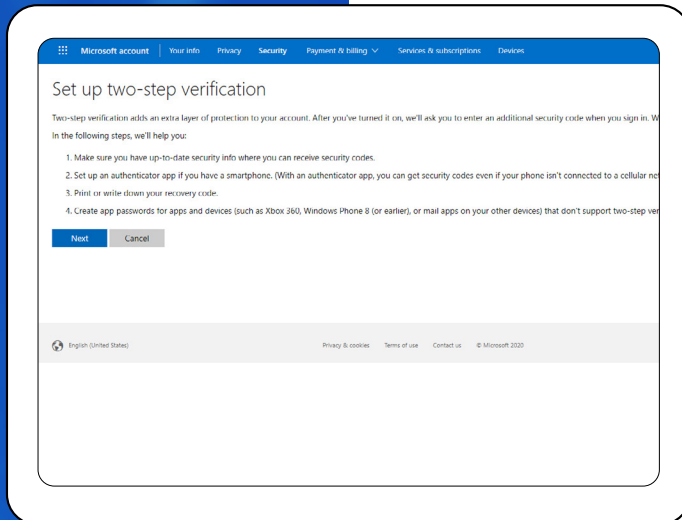 Microsoft account Your info Privacy Security Payment & billing Services & subscriptions Devices
Set up two-step verification
Two-step verification adds an extra layer of protection to your account. After you've turned it on, we'll ask you to enter an additional security code when you sign in. W
In the following steps, we'll help you:
1. Make sure you have up-to-date security info where you can receive security codes.
2. Set up an authenticator app if you have a smartphone. (With an authenticator app, you can get security codes even if your phone isn't connected to a cellular net
3. Print or write down your recovery code.
4. Create app passwords for apps and devices (such as Xbox 360, Windows Phone 8 (or earlier), or mail apps on your other devices) that don't support two-step ver
Next Cancel
English (United States) Privacy & cookies Terms of use Contact us © Microsoft 2020